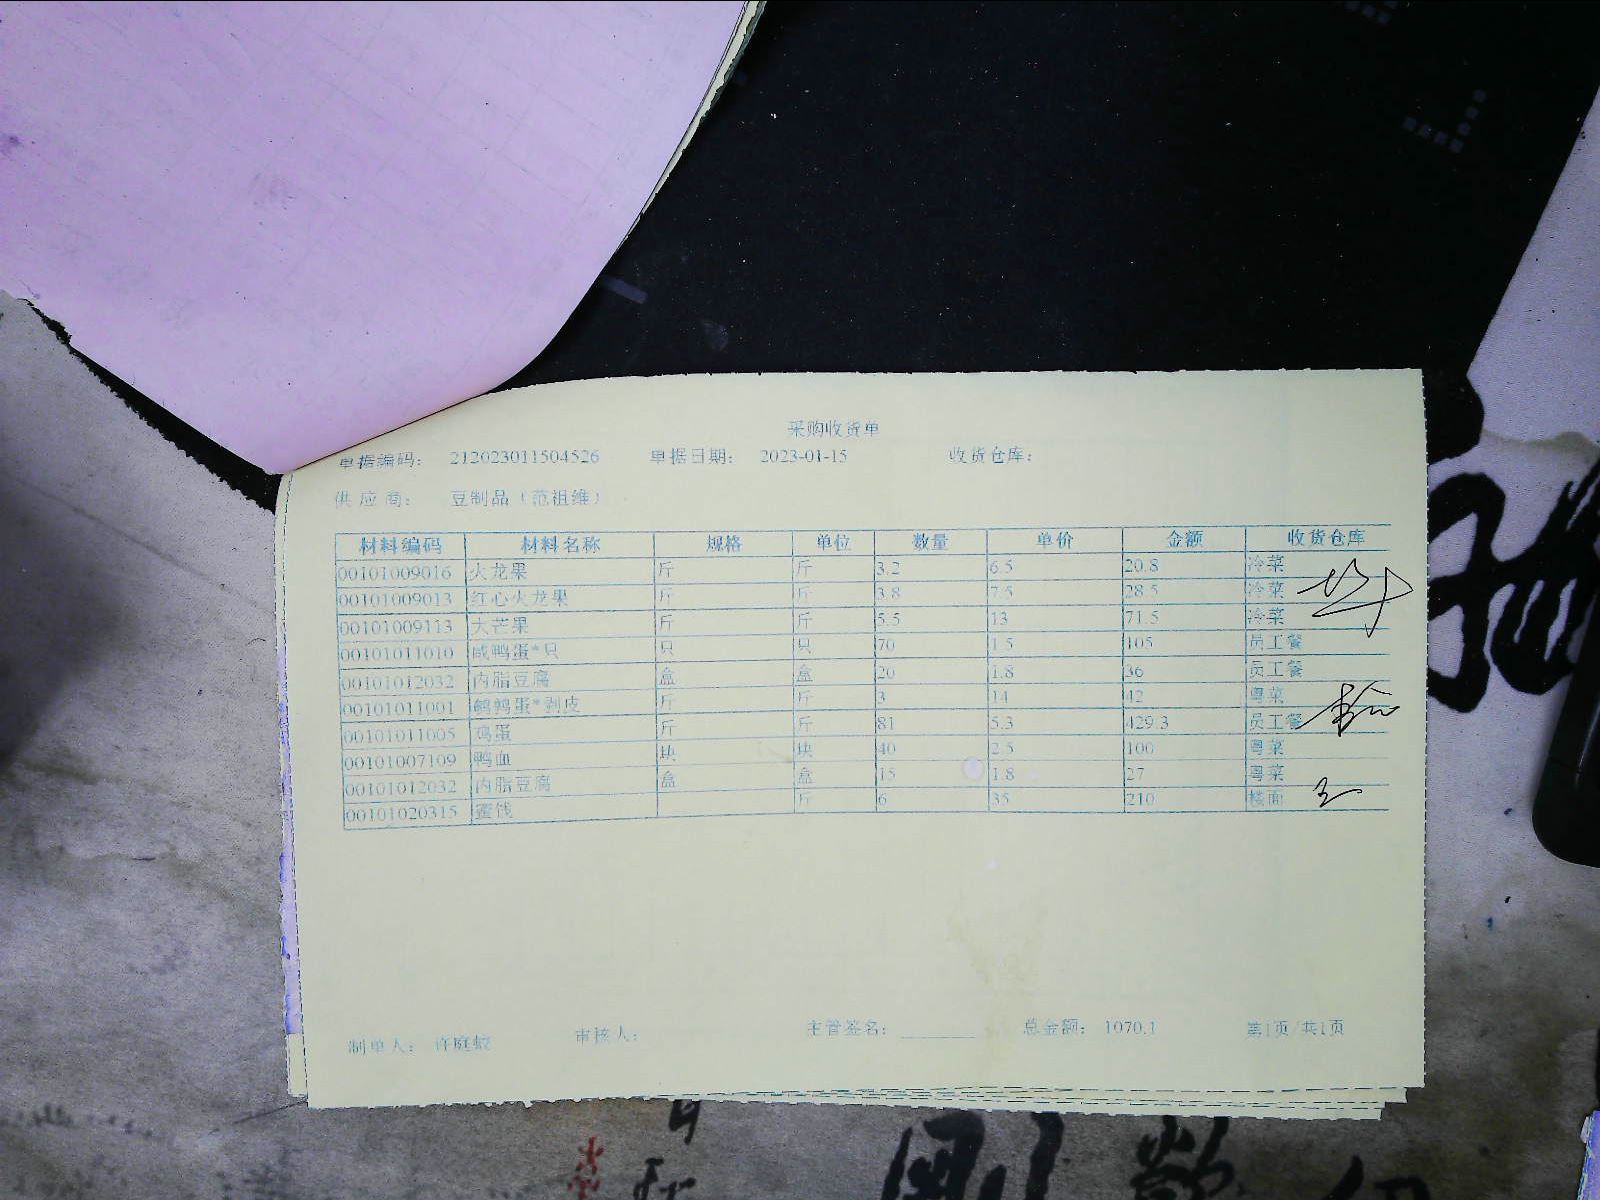 采购收货单
单据编码： 212023011504526 单据日期： 2023-01-15 收货仓库：
供应商： 豆制品（范祖维）
材料编码 材料名称 规格 单位 数量 单价 金额 收货仓库
00101009016 火龙果 斤 斤 3.2 6.5 20.8 冷菜
00101009013 红心火龙果 斤 斤 3.8 7.5 28.5 冷菜
00101009113 大芒果 斤 斤 5.5 13 71.5 冷菜
00101011010 咸鸭蛋*只 只 只 70 1.5 105 员工餐
00101012032 内脂豆腐 盒 盒 20 1.8 36 员工餐
00101011001 鹌鹑蛋*剥皮 斤 斤 3 14 42 粤菜
00101011005 鸡蛋 斤 斤 81 5.3 429.3 员工餐
00101007109 鸭血 块 块 40 2.5 100 粤菜
00101012032 内脂豆腐 盒 盒 15 1.8 27 粤菜
00101020315 蜜饯 斤 6 35 210 楼面
制单人： 许庭蛟 审核人： 主管签名： 总金额： 1070.1 第1页/共1页